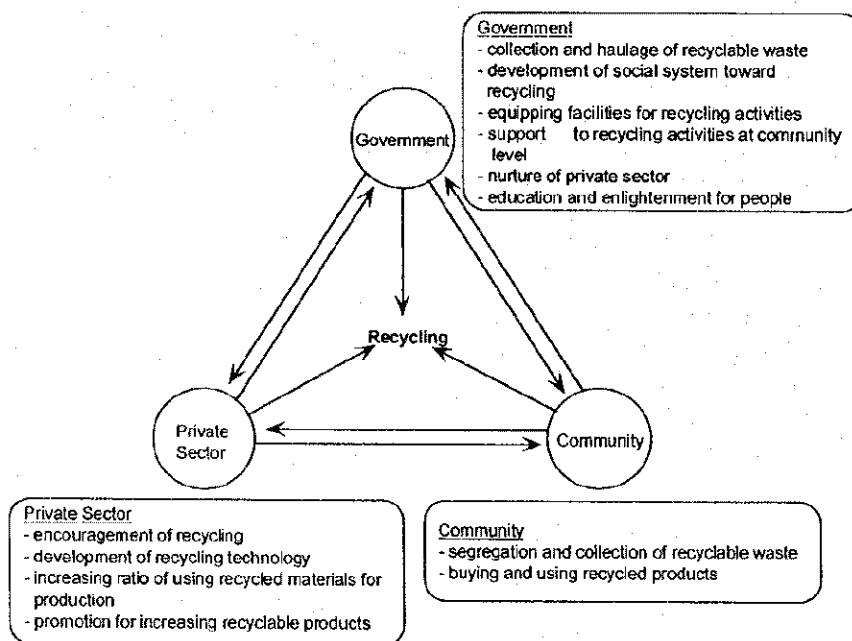 Government
- collection and haulage of recyclable waste
- development of social system toward
recycling
- equipping facilities for recycling activities
- support to recycling activities at community
level
- nurture of private sector
- education and enlightenment for people
Government
Recycling
Private
Sector
Community
Private Sector
- encouragement of recycling
- development of recycling technology
- increasing ratio of using recycled materials for
production
- promotion for increasing recyclable products
Community
- segregation and collection of recyclable waste
- buying and using recycled products